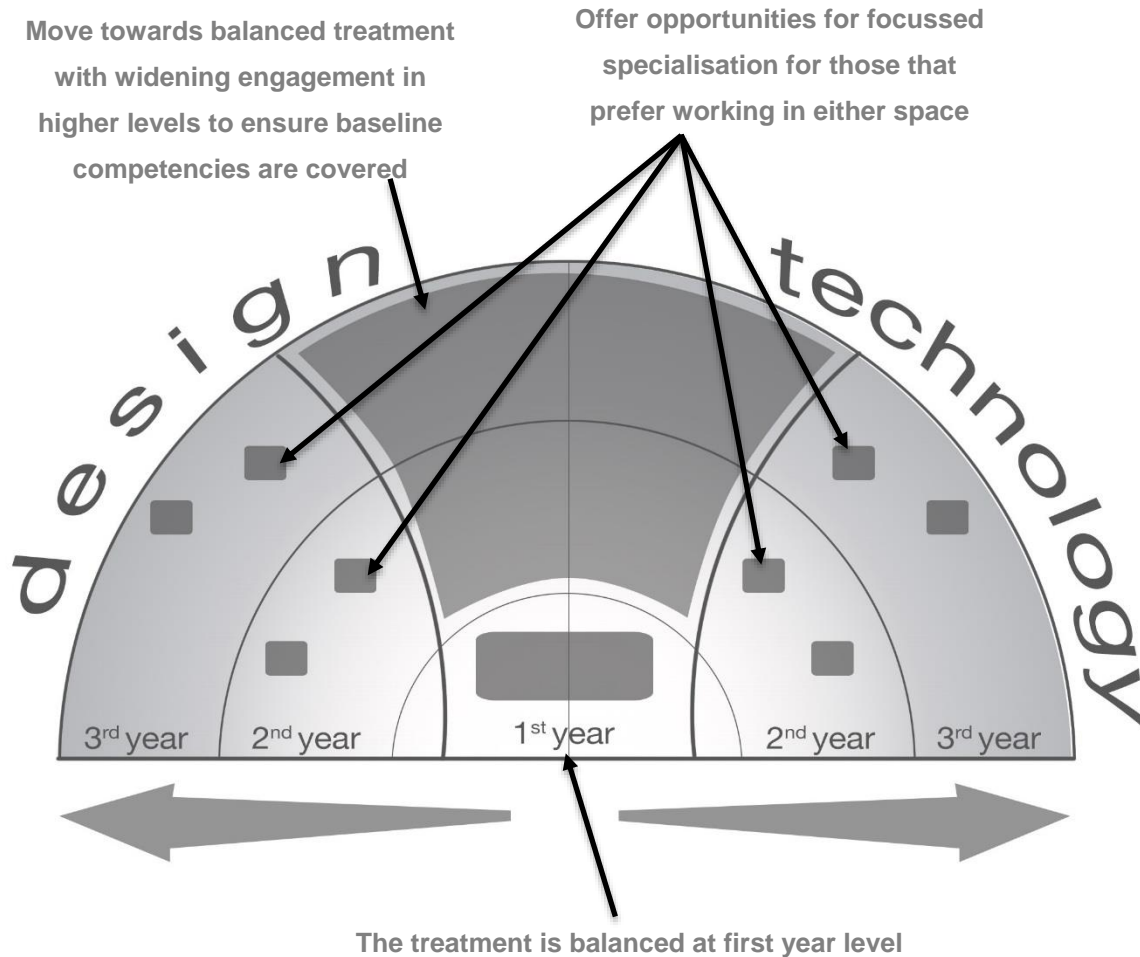 Move towards balanced treatment
with widening engagement in
higher levels to ensure baseline
competencies are covered
Offer opportunities for focussed
specialisation for those that
prefer working in either space
design
technology
3rd year
2nd year
1st year
2nd year
3rd year
The treatment is balanced at first year level